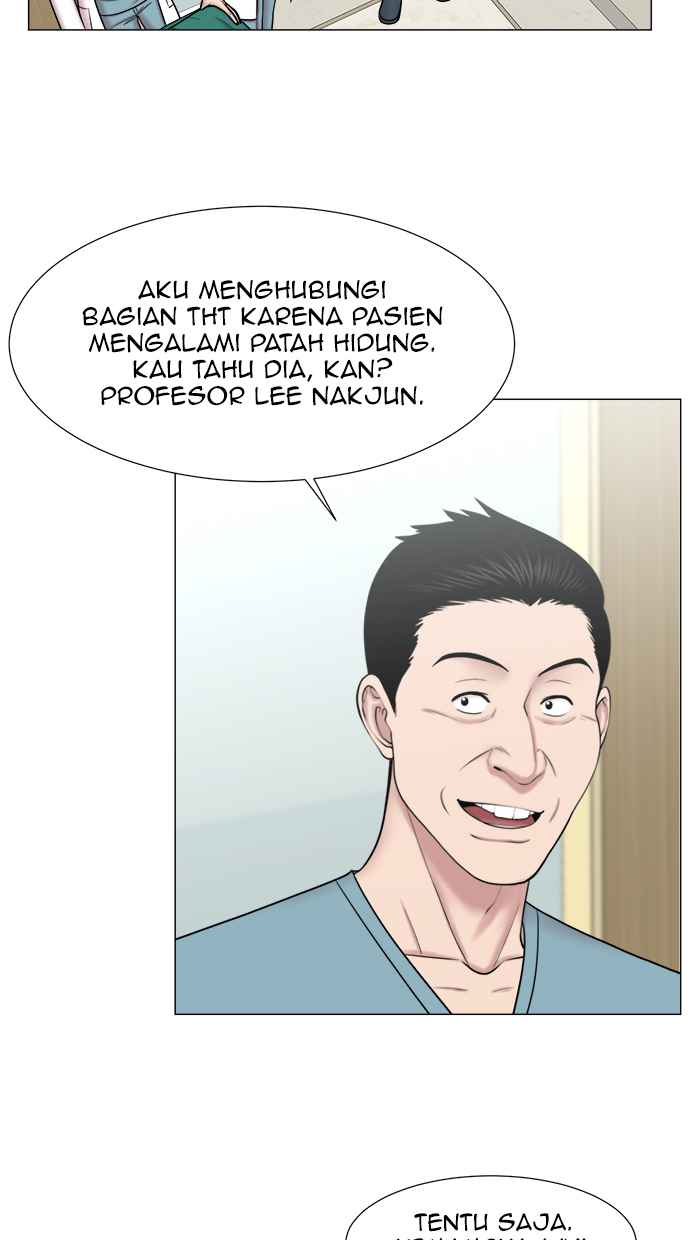 AKU MENGHUBUNGI
BAGIAN THT KARENA PASIEN
MENGALAMI PATAH HIDUNG.
KAU TAHU DIA, KAN?
PROFESOR LEE NAKJUN.
TENTU SAJA.